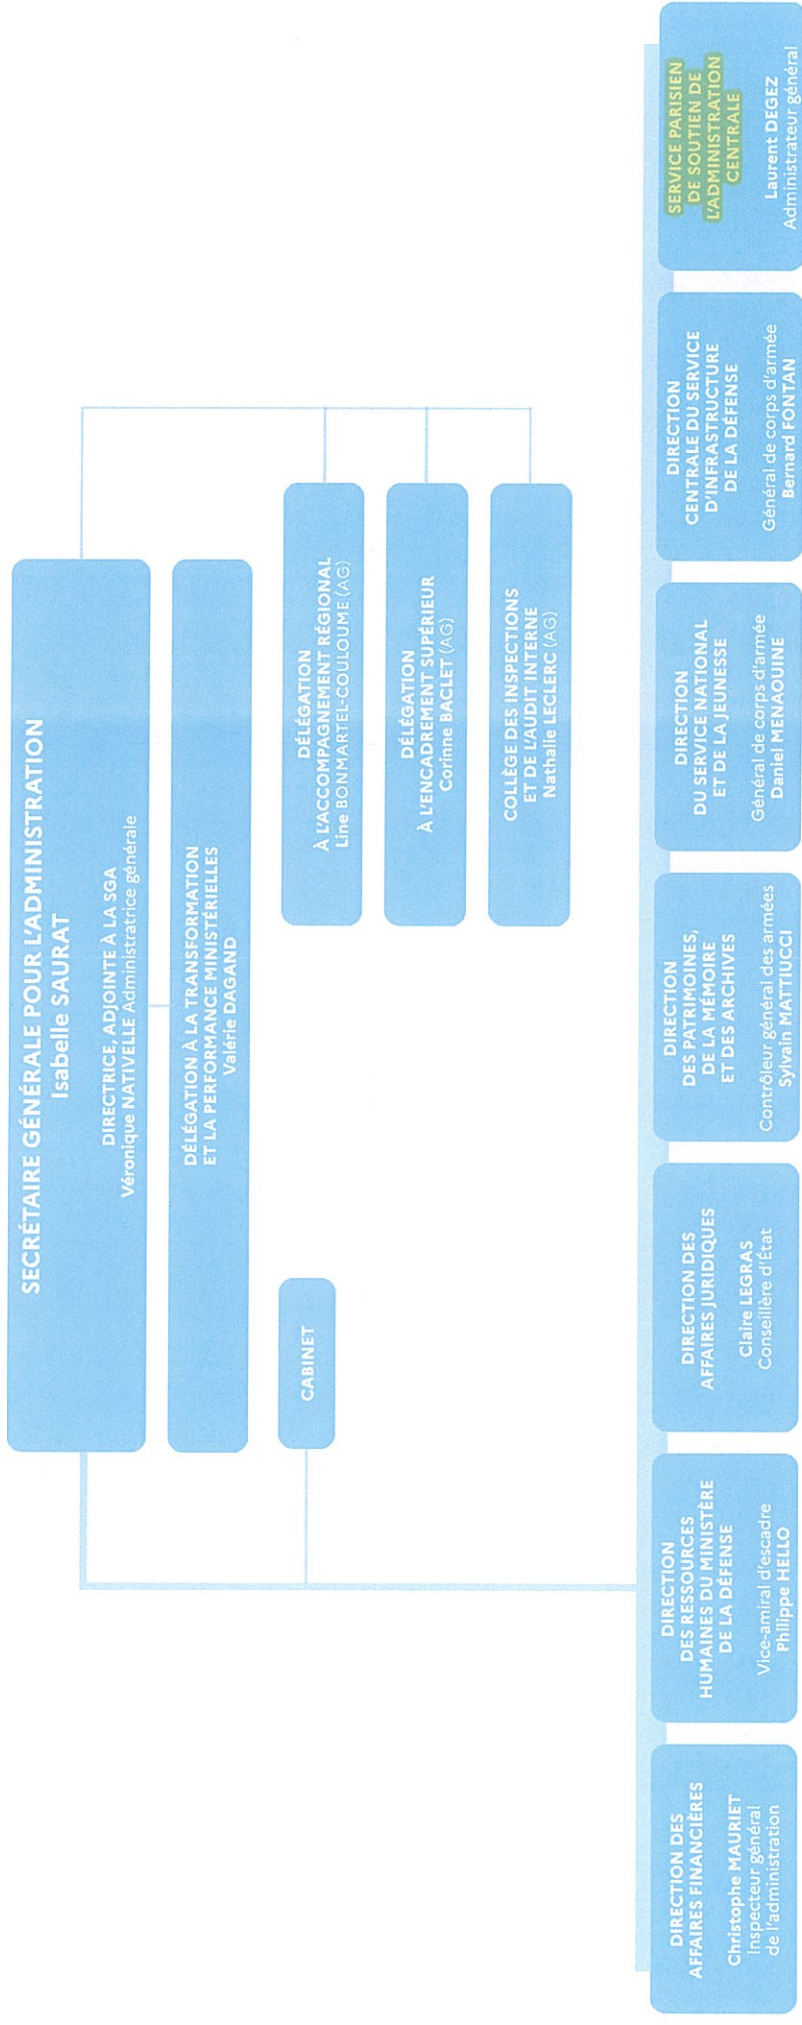 SECRÉTAIRE GÉNÉRALE POUR L'ADMINISTRATION
Isabelle SAURAT
DIRECTRICE, ADJOINTE À LA SGA
Véronique NATIVELLE Administratrice générale
DÉLÉGATION À LA TRANSFORMATION
ET LA PERFORMANCE MINISTÉRIELLES
Valérie DAGAND
CABINET
DÉLÉGATION
À L'ACCOMPAGNEMENT RÉGIONAL
Line BONMARTEL-COULOUME (AG)
DÉLÉGATION
À L'ENCADREMENT SUPÉRIEUR
Corinne BACLET (AG)
COLLÈGE DES INSPECTIONS
ET DE L'AUDIT INTERNE
Nathalie LECLERC (AG)
DIRECTION DES
AFFAIRES FINANCIÈRES
Christophe MAURIET
Inspecteur général
de l'administration
DIRECTION
DES RESSOURCES
HUMAINES DU MINISTÈRE
DE LA DÉFENSE
Vice-amiral d'escadre
Philippe HELLO
DIRECTION DES
AFFAIRES JURIDIQUES
Claire LEGRAS
Conseillère d'État
DIRECTION
DES PATRIMOINES,
DE LA MÉMOIRE
ET DES ARCHIVES
Contrôleur général des armées
Sylvain MATTIUCCI
DIRECTION
DU SERVICE NATIONAL
ET DE LA JEUNESSE
Général de corps d'armée
Daniel MENAOUINE
DIRECTION
CENTRALE DU SERVICE
D'INFRASTRUCTURE
DE LA DÉFENSE
Général de corps d'armée
Bernard FONTAN
SERVICE PARISIEN
DE SOUTIEN DE
L'ADMINISTRATION
CENTRALE
Laurent DEGEZ
Administrateur général